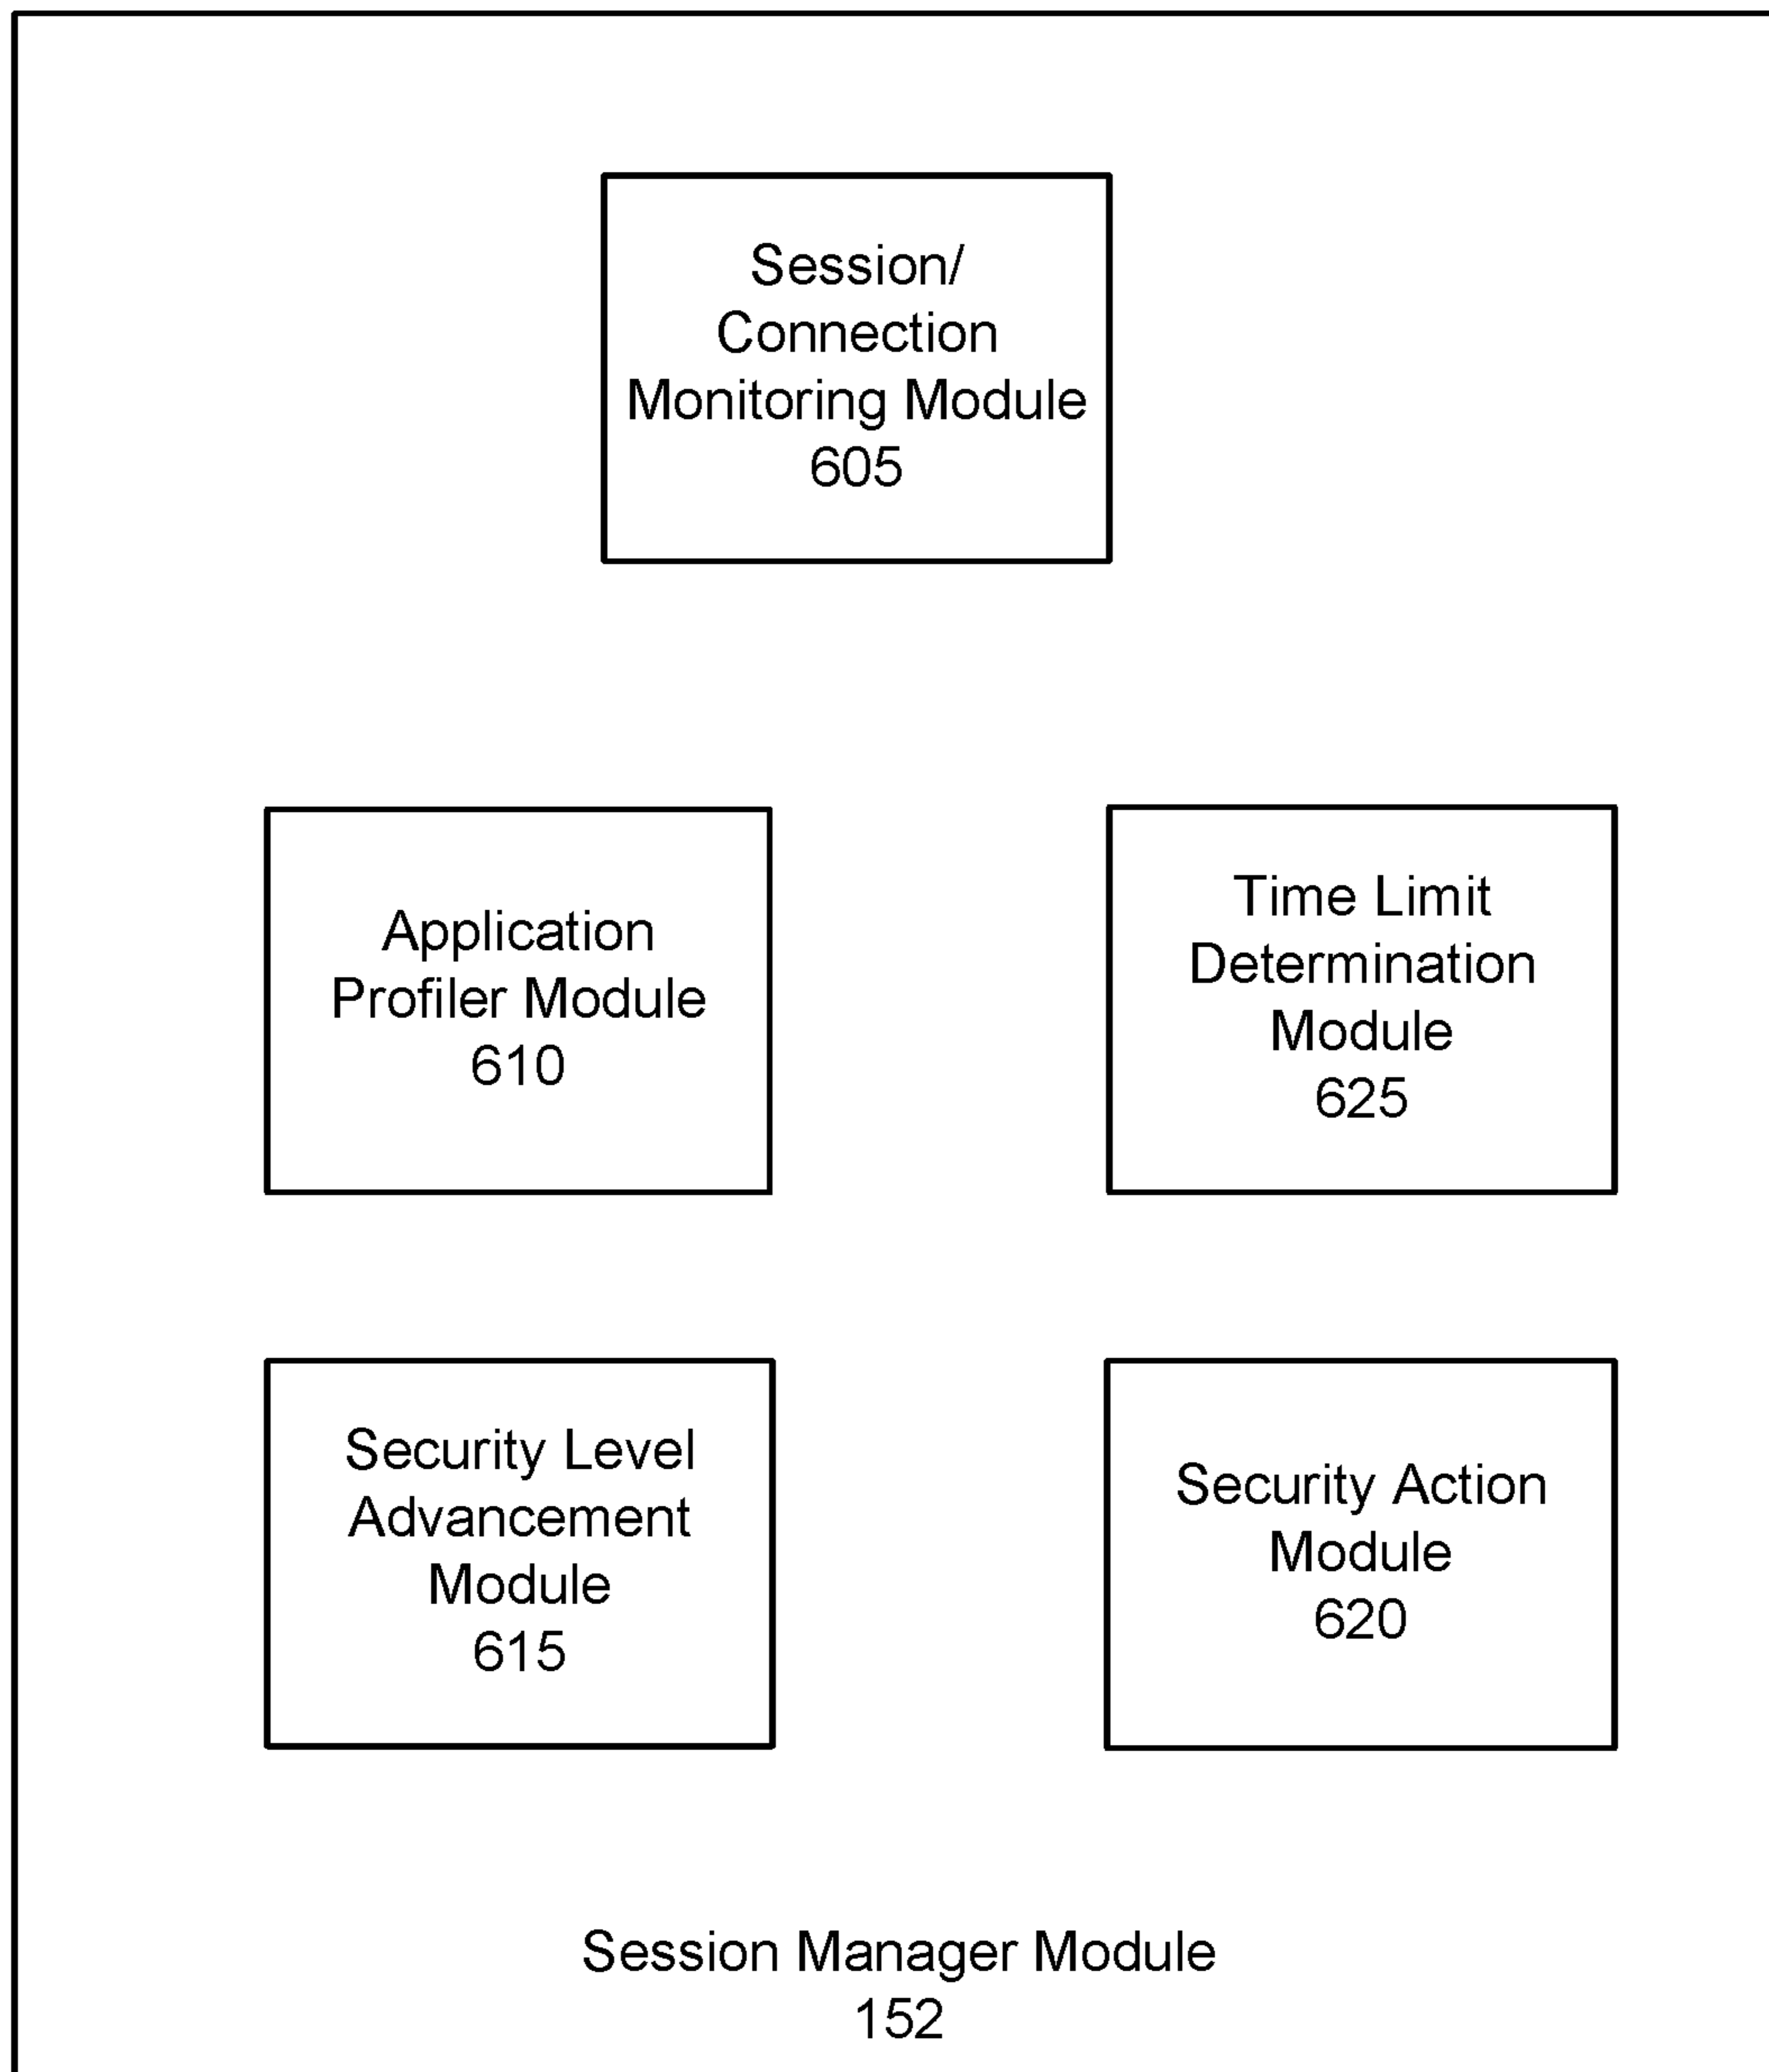 Session/
Connection
Monitoring Module
605
Application
Profiler Module
610
Time Limit
Determination
Module
625
Security Level
Advancement
Module
615
Security Action
Module
620
Session Manager Module
152